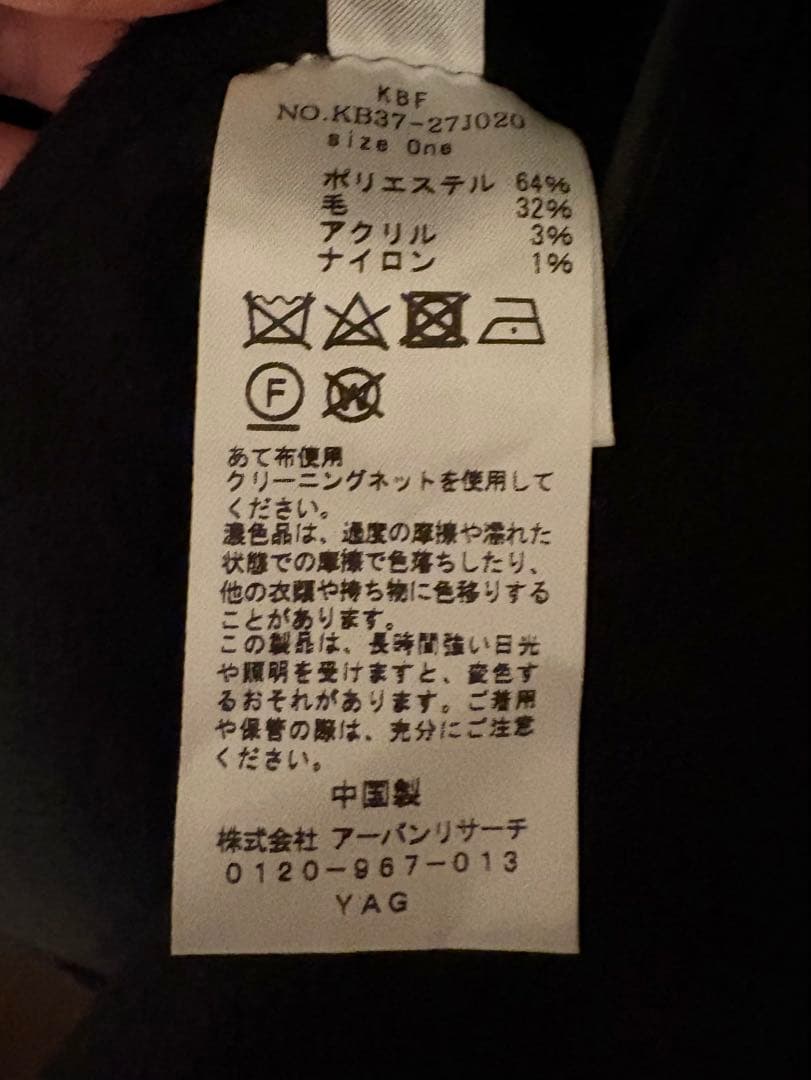 KBF
NO.KB37-27J020
size One
ポリエステル 64%
毛 32%
アクリル 3%
ナイロン 1%
F
W
あて布使用
クリーニングネットを使用して
ください。
濃色品は、過度の摩擦や濡れた
状態での摩擦で色落ちしたり、
他の衣類や持ち物に色移りする
ことがあります。
この製品は、長時間強い日光
や照明を受けますと、変色す
るおそれがあります。ご着用
や保管の際は、充分にご注意
ください。
中国製
株式会社 アーバンリサーチ
0120-967-013
YAG